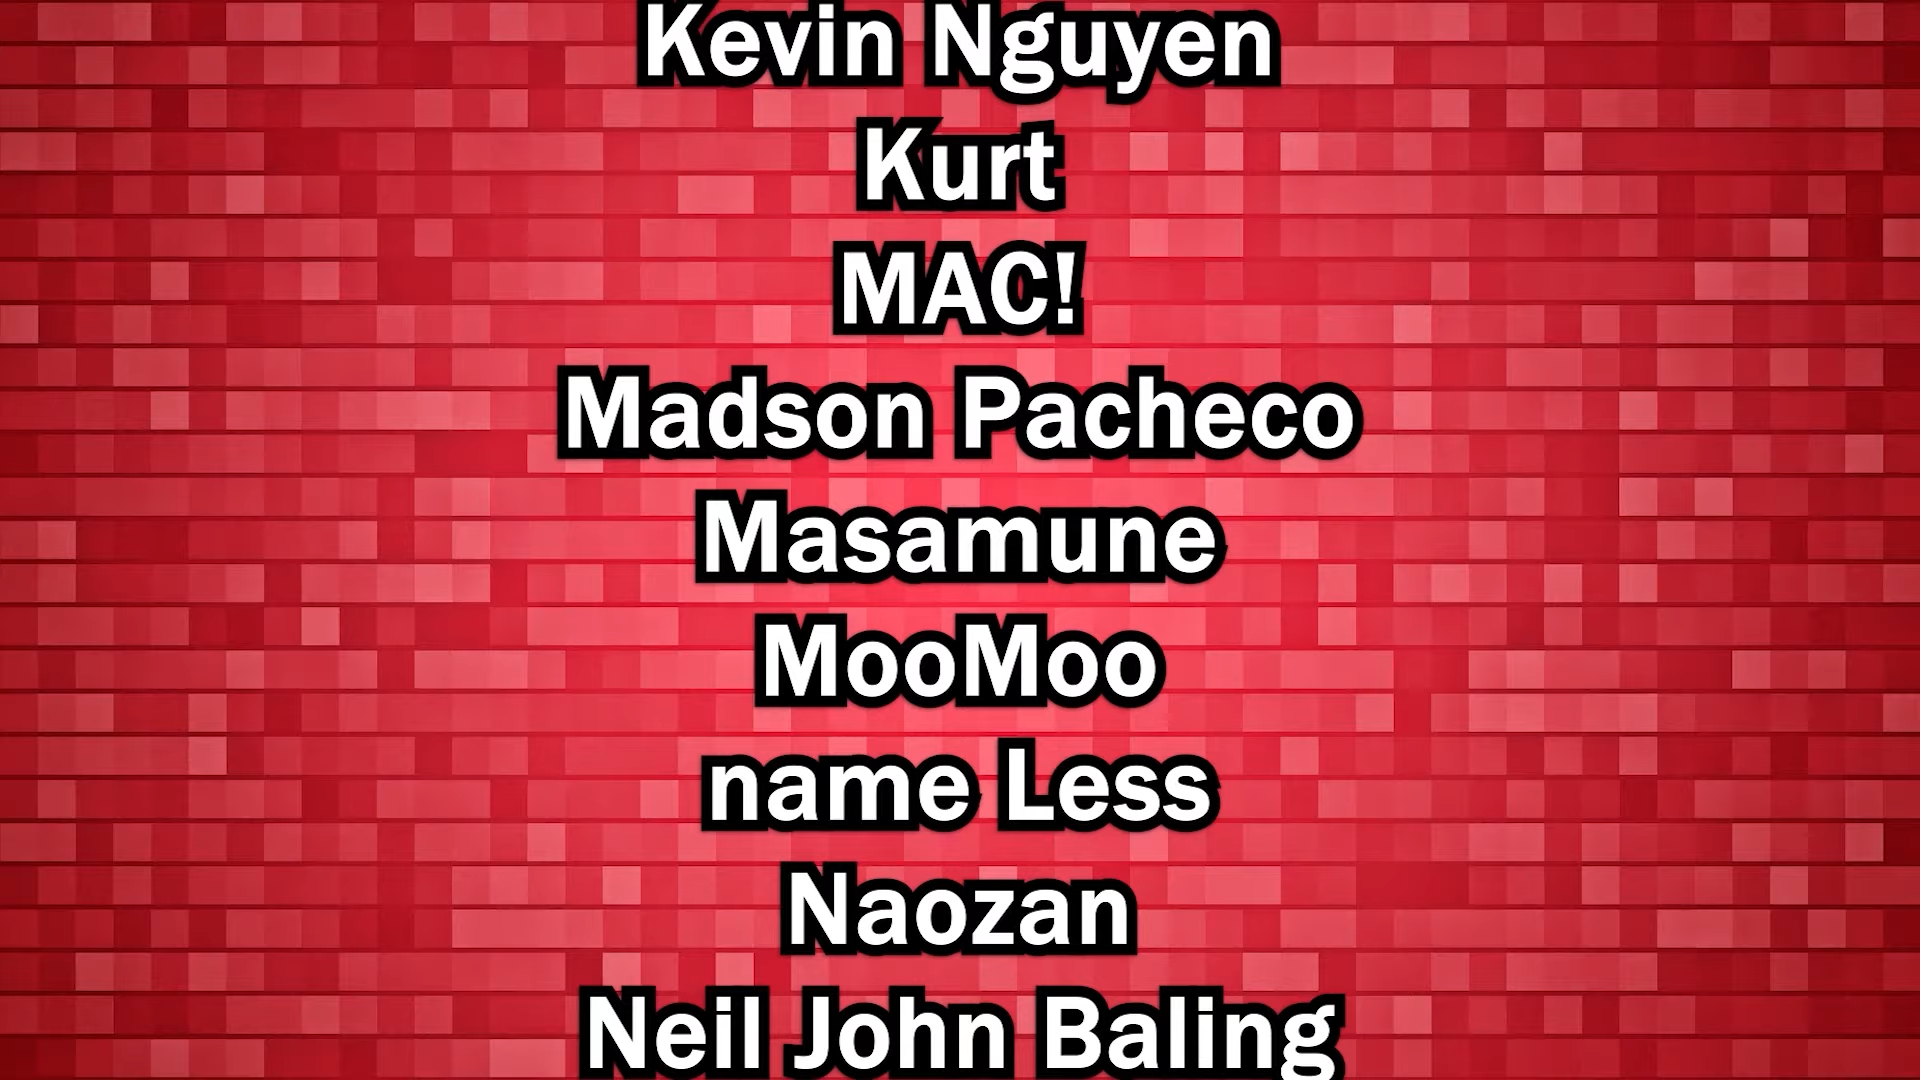 Kevin Nguyen
Kurt
MAC!
Madson Pacheco
Masamune
MooMoo
name Less
Naozan
Neil John Baling